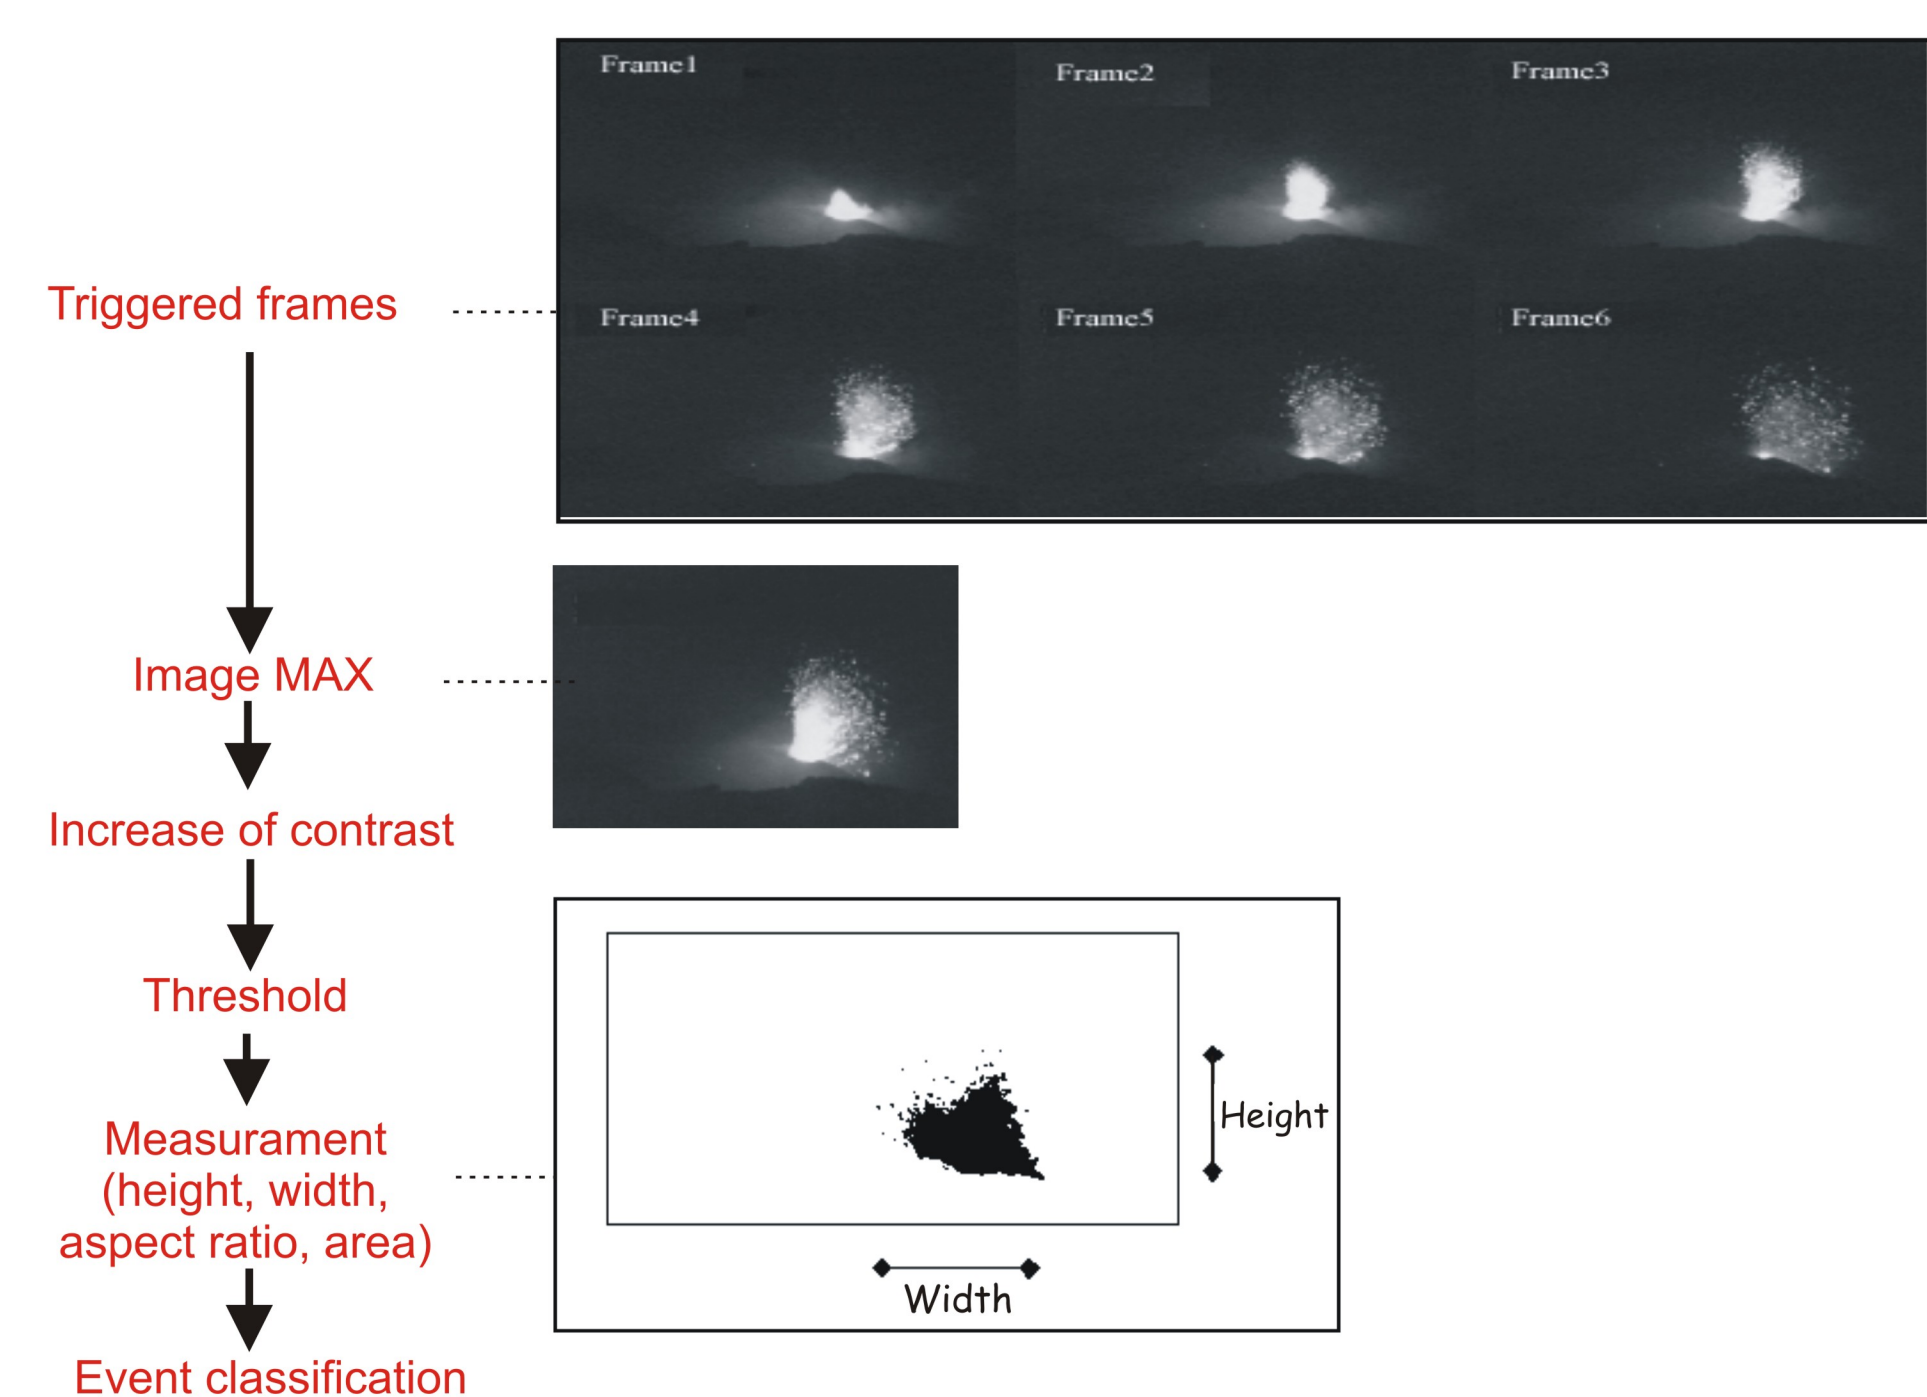 Frame1
Frame2
Frame3
Triggered frames
Frame4
Frame5
Frame6
Image MAX
Increase of contrast
Threshold
Measurament
(height, width,
aspect ratio, area)
Height
Width
Event classification